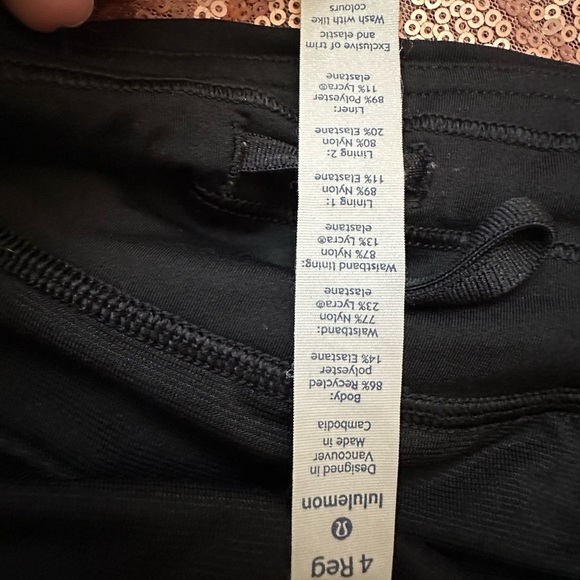 4 Reg
lululemon
Designed in
Vancouver
Made in
Cambodia
Body:
86% Recycled
polyester
14% Elastane
Waistband:
77% Nylon
23% Lycra®
elastane
Waistband lining:
87% Nylon
13% Lycra®
elastane
Lining 1:
89% Nylon
11% Elastane
Lining 2:
80% Nylon
20% Elastane
Liner:
89% Polyester
11% Lycra®
elastane
Exclusive of trim
and elastic
Wash with like
colours